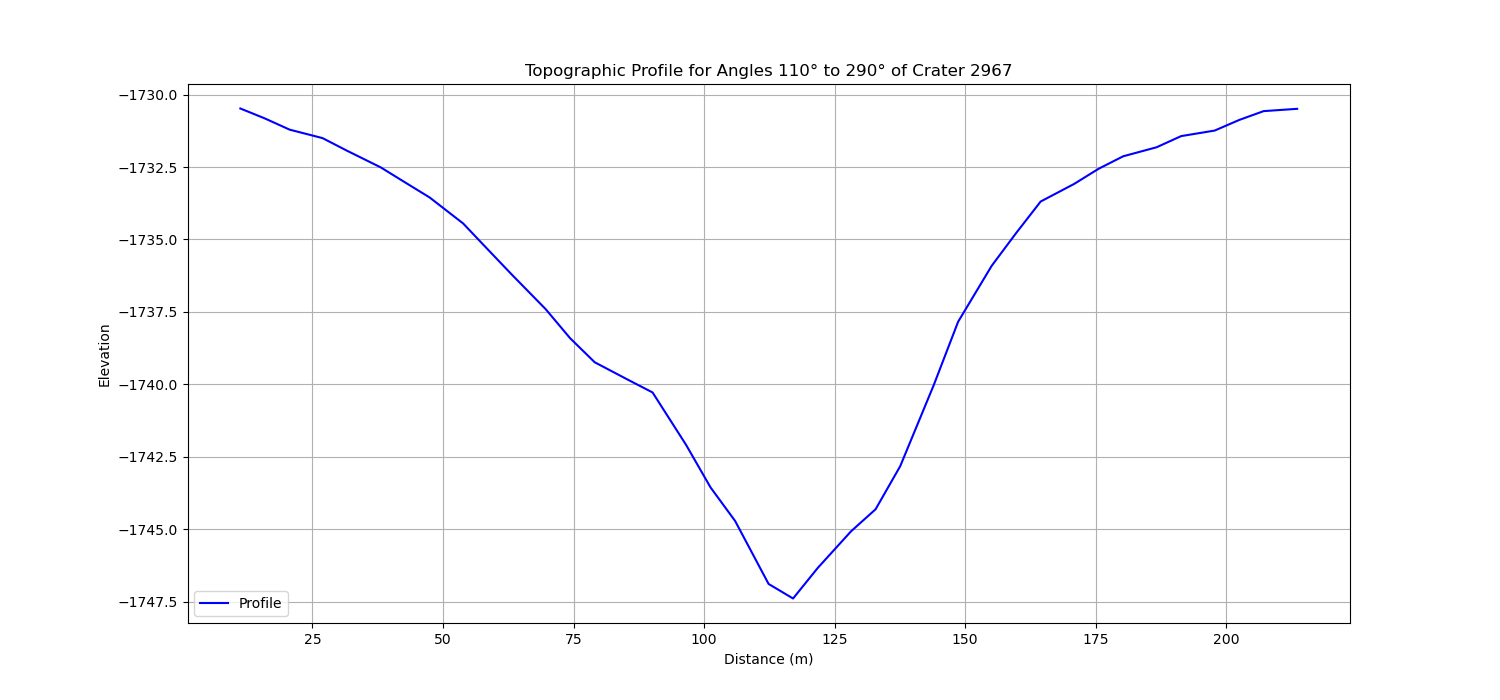 Topographic Profile for Angles 110° to 290° of Crater 2967
−1730.0
−1732.5
−1735.0
−1737.5
−1740.0
−1742.5
−1745.0
−1747.5
Elevation
Profile
25 50 75 100 125 150 175 200
Distance (m)